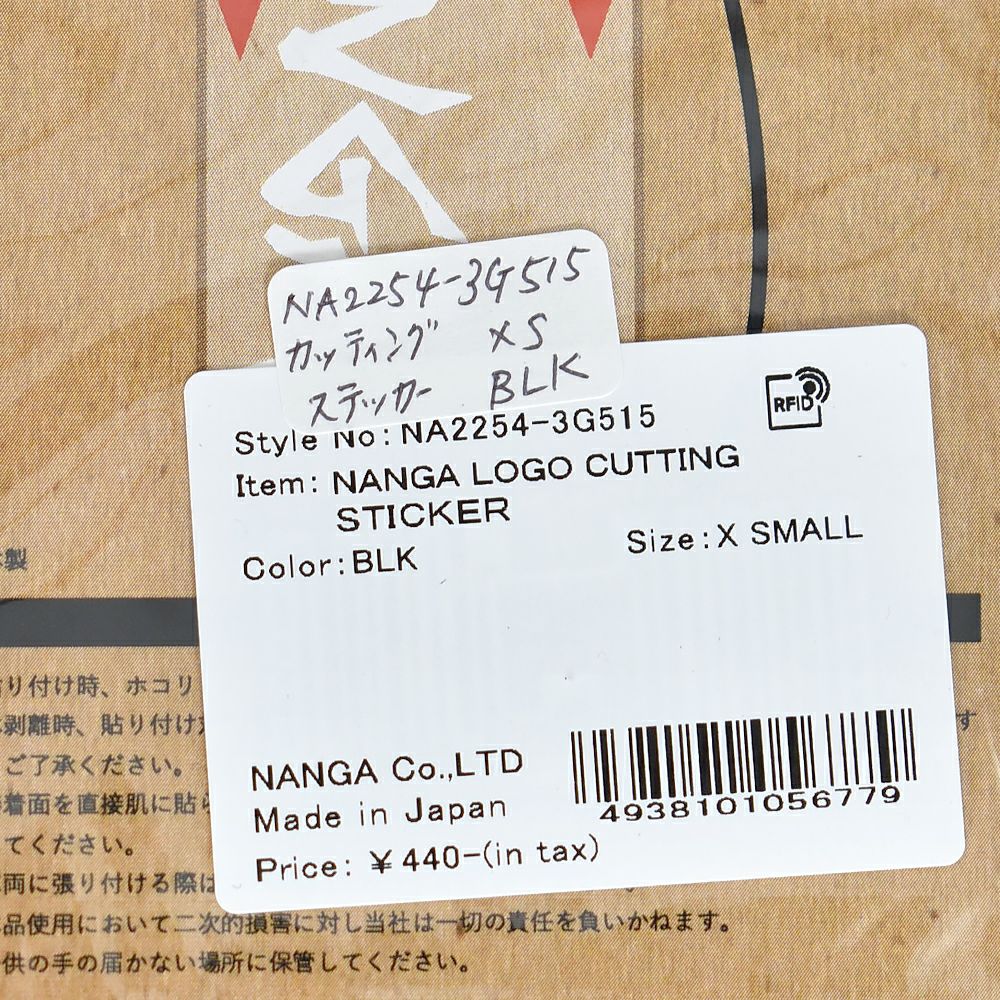 NG
NA2254-3G515
カッティング XS
ステッカー BLK
RFID
Style No: NA2254-3G515
Item: NANGA LOGO CUTTING
STICKER
Color:BLK
Size:X SMALL
製
り付け時、ホコリ
剥離時、貼り付け
す
ご了承ください。
着面を直接肌に貼ら
てください。
両に張り付ける際は
品使用において二次的損害に対し当社は一切の責任を負いかねます。
供の手の届かない場所に保管してください。
NANGA Co.,LTD
Made in Japan
Price: ¥440-(in tax)
4938101056779